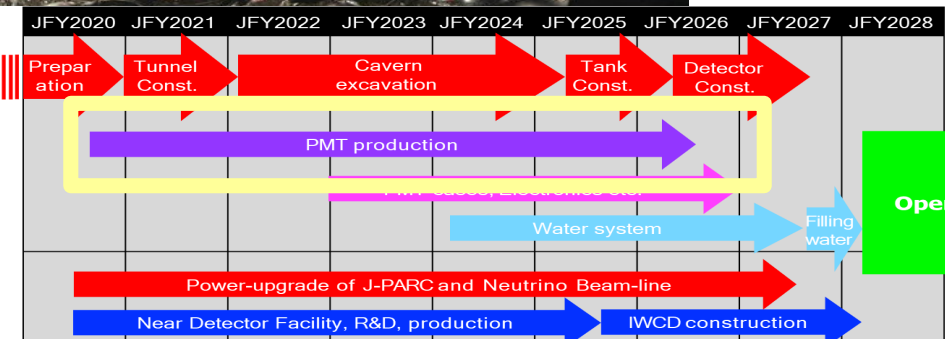 JFY2020 JFY2021 JFY2022 JFY2023 JFY2024 JFY2025 JFY2026 JFY2027 JFY2028
Prepar
ation
Tunnel
Const.
Cavern
excavation
Tank
Const.
Detector
Const.
PMT production
Water system
Filling
water
Power-upgrade of J-PARC and Neutrino Beam-line
Near Detector Facility, R&D, production
IWCD construction